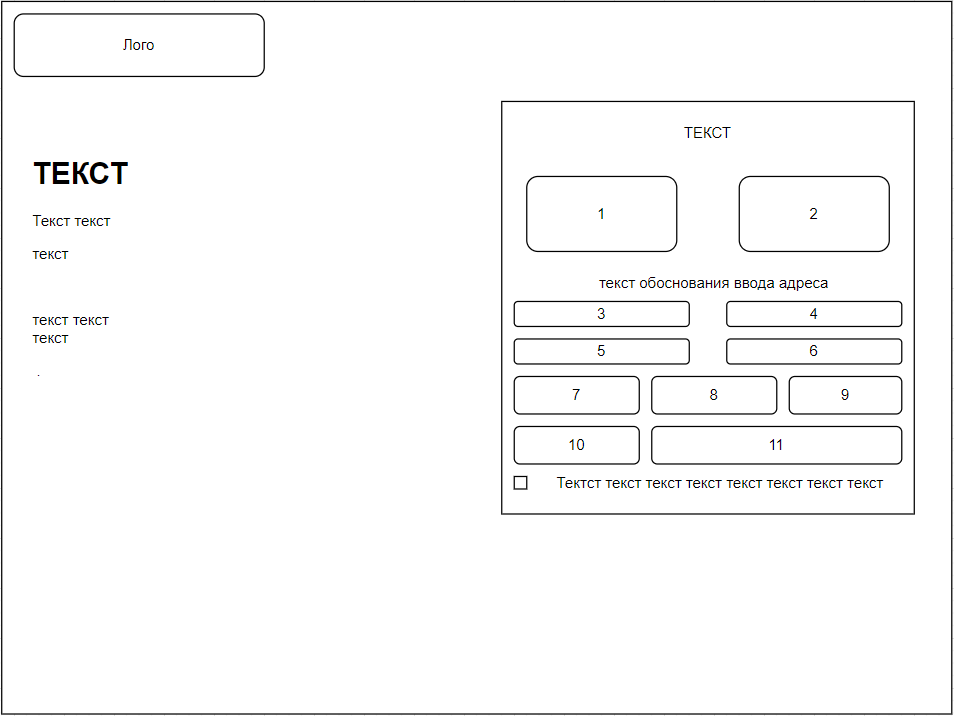 Лого
ТЕКСТ
Текст текст
текст
текст текст
текст
.
ТЕКСТ
1
2
текст обоснования ввода адреса
3
4
5
6
7
8
9
10
11
Тектст текст текст текст текст текст текст текст